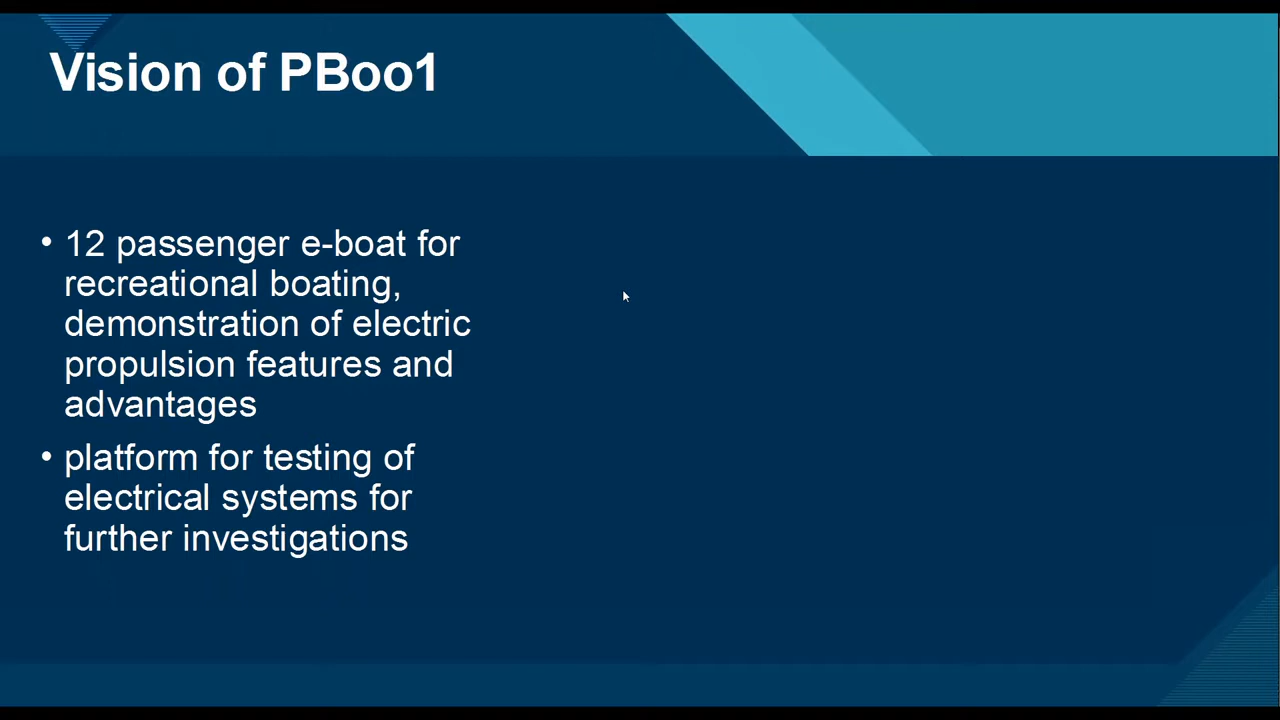 Vision of PBoo1
• 12 passenger e-boat for
recreational boating,
demonstration of electric
propulsion features and
advantages
• platform for testing of
electrical systems for
further investigations